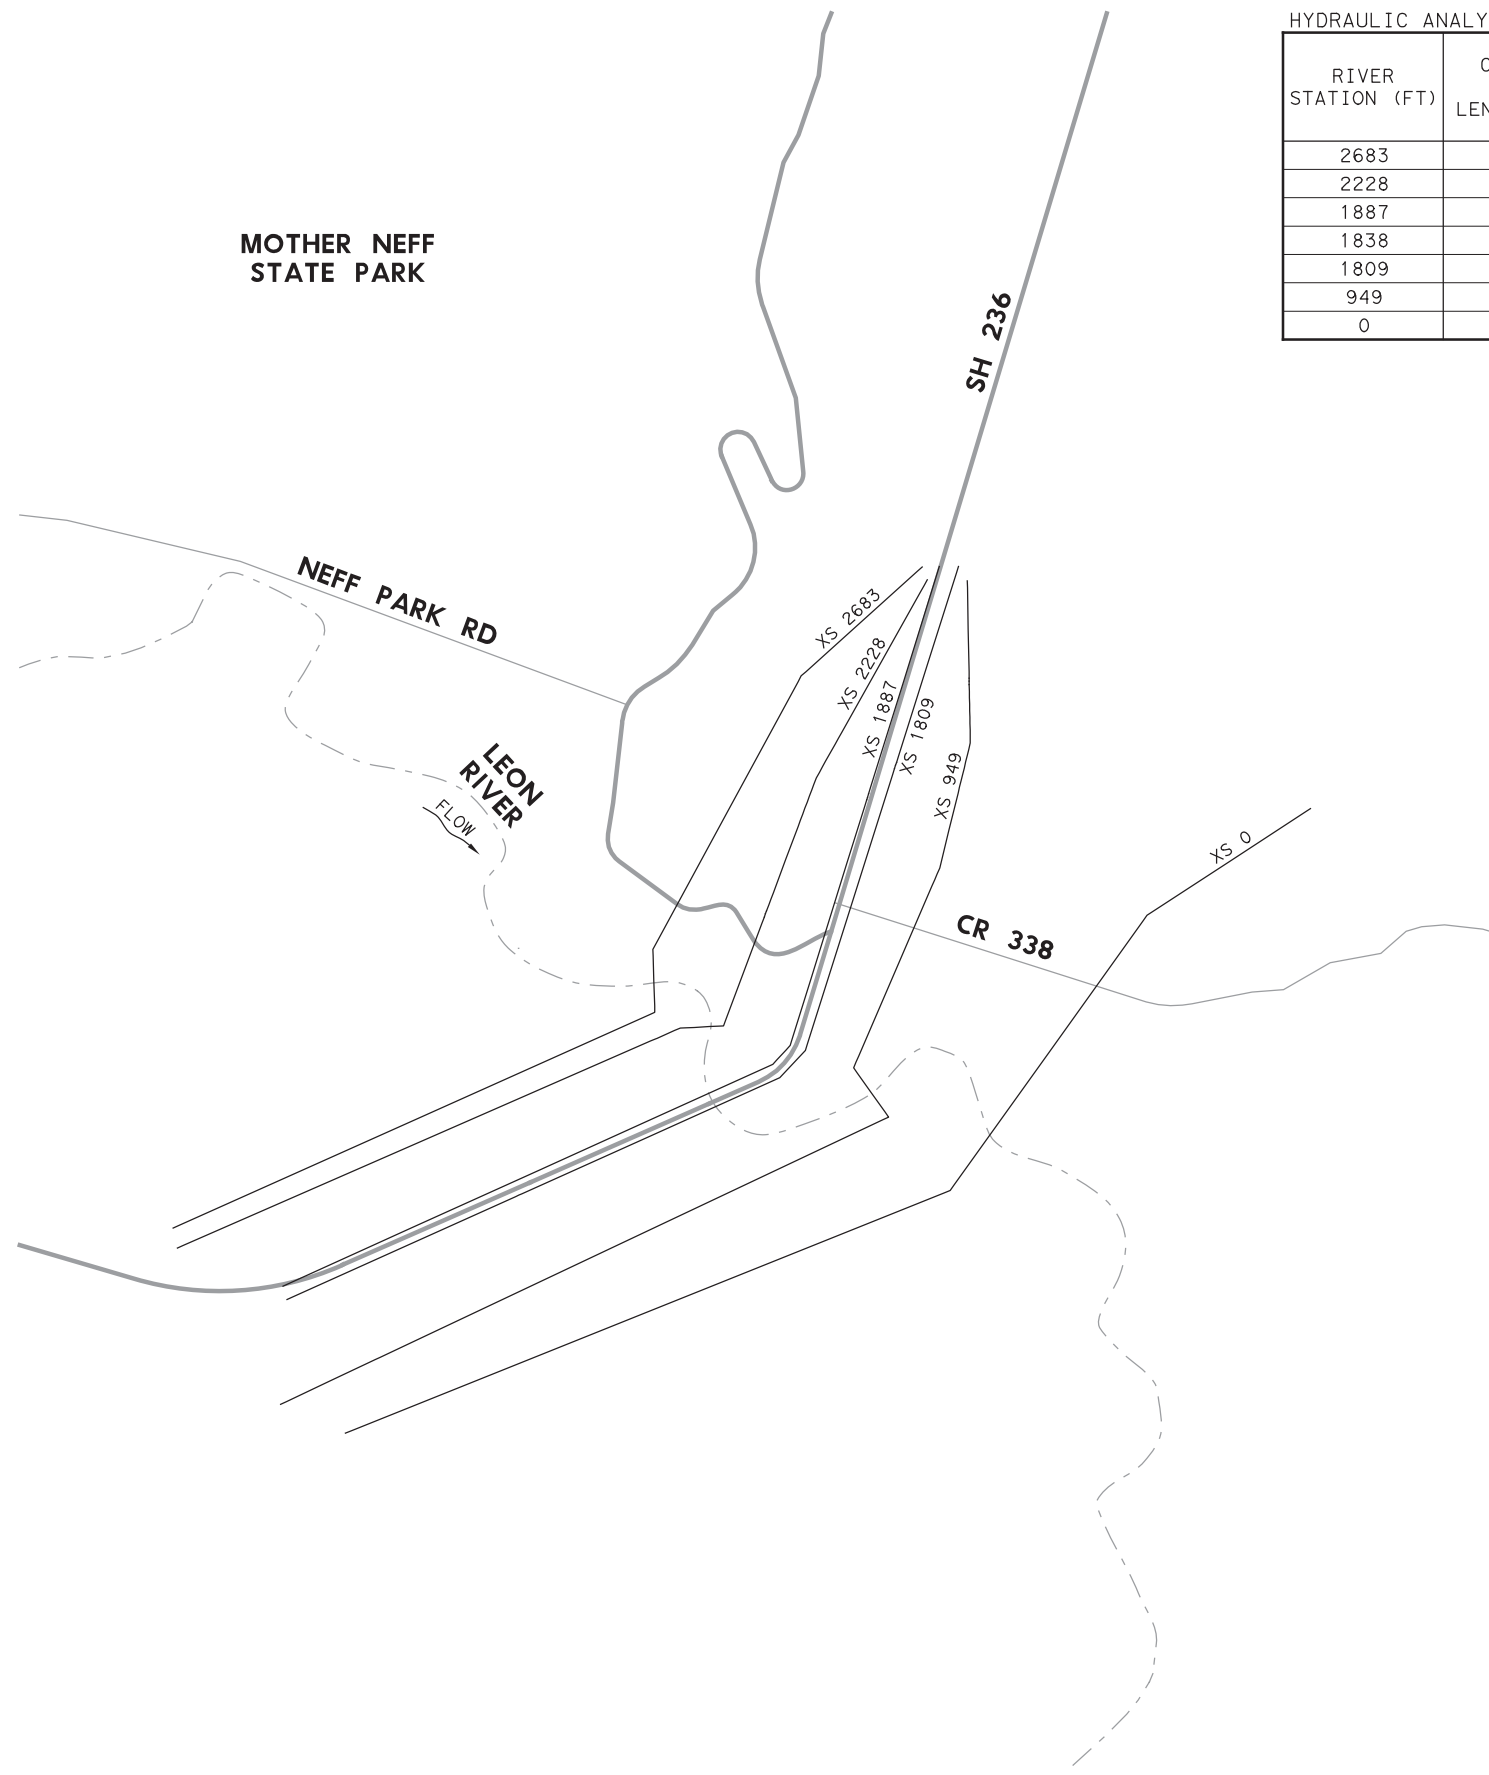 HYDRAULIC ANALY
RIVER
STATION (FT)
C
LEN
2683
2228
1887
1838
1809
949
0
MOTHER NEFF
STATE PARK
SH 236
NEFF PARK RD
XS 2683
XS 2228
XS 1887
XS 1809
XS 949
XS 0
LEON
RIVER
FLOW
CR 338